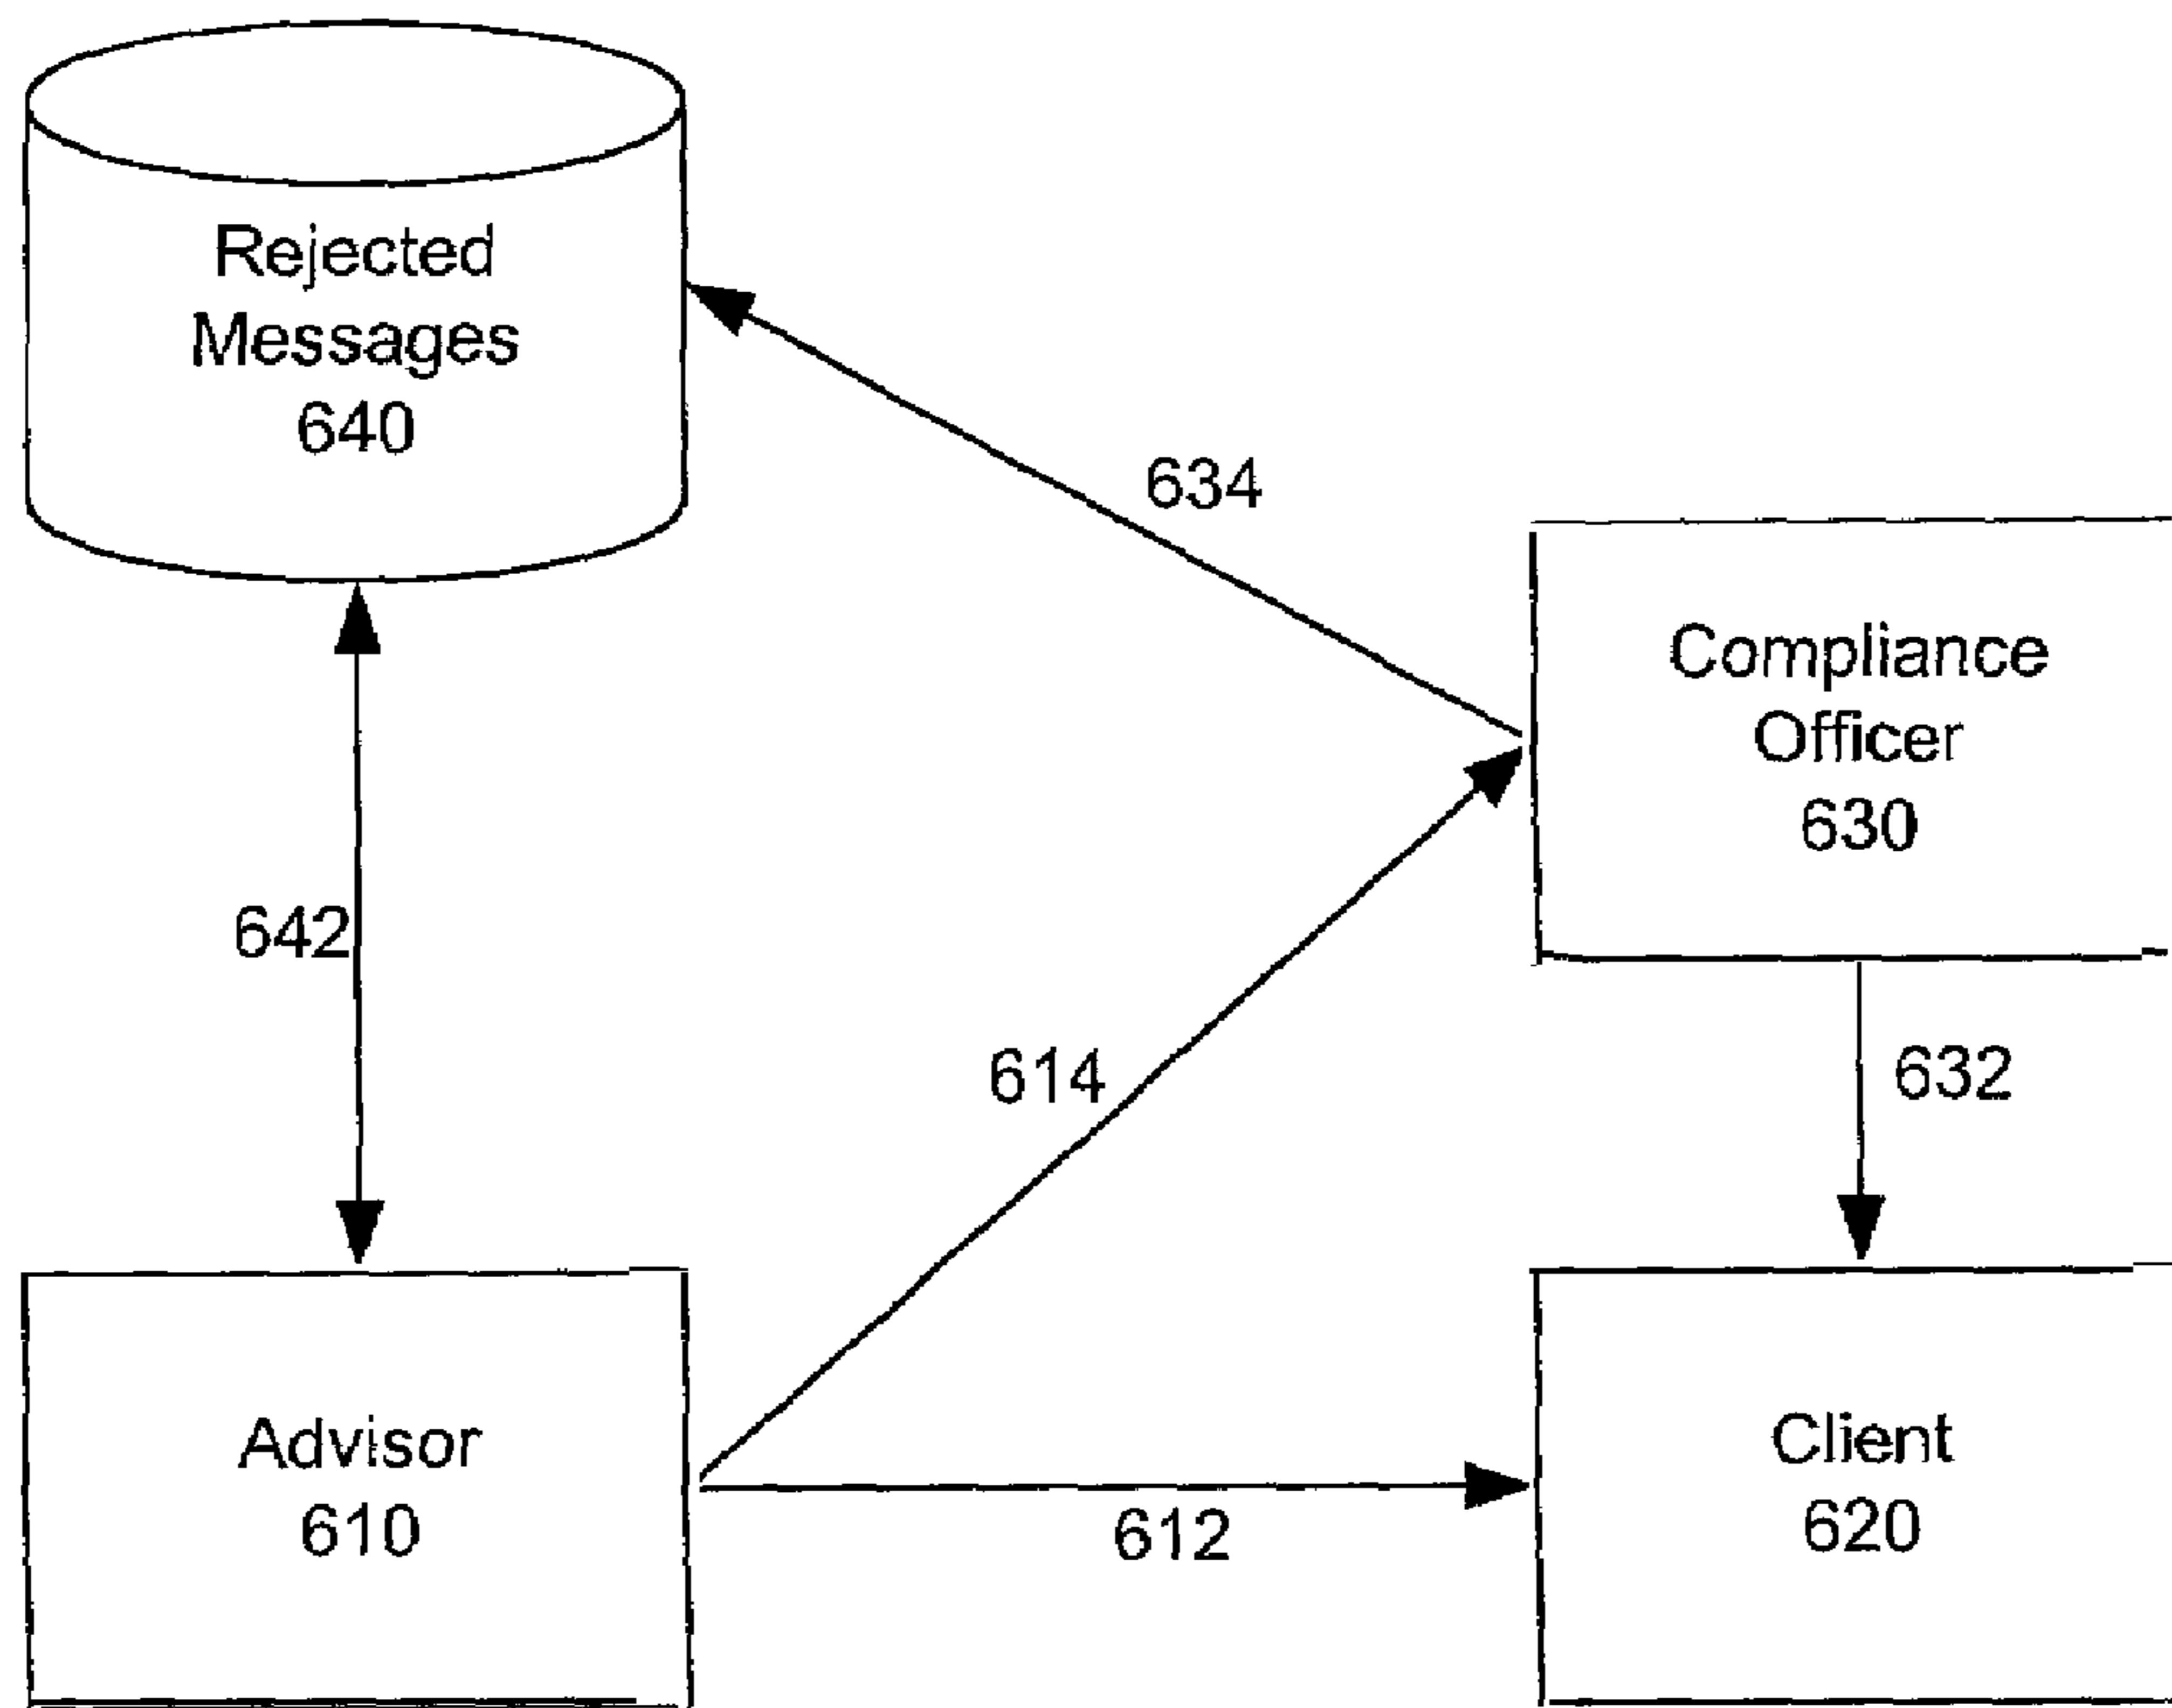 Rejected
Messages
640
634
Compliance
Officer
630
642
614
632
Advisor
610
612
Client
620